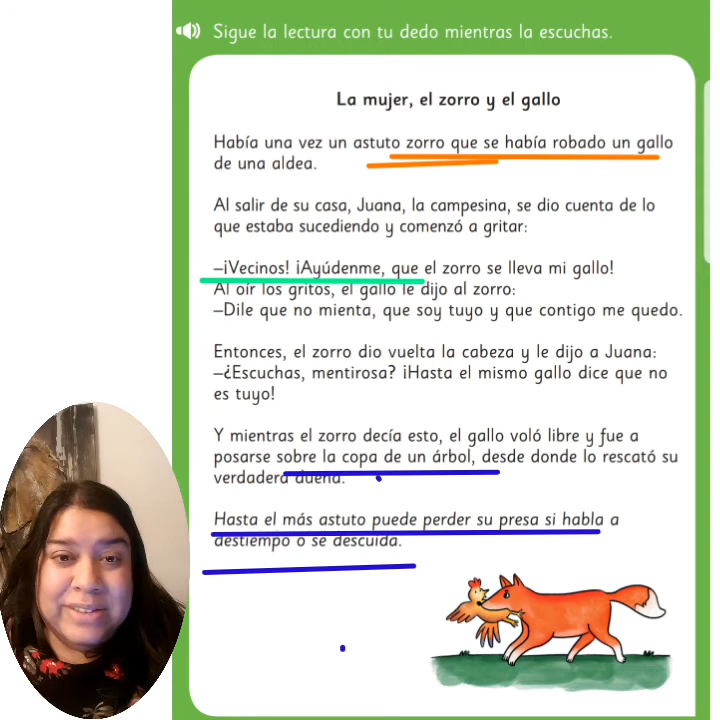 Sigue la lectura con tu dedo mientras la escuchas.
La mujer, el zorro y el gallo
Había una vez un astuto zorro que se había robado un gallo
de una aldea.
Al salir de su casa, Juana, la campesina, se dio cuenta de lo
que estaba sucediendo y comenzó a gritar:
–¡Vecinos! ¡Ayúdenme, que el zorro se lleva mi gallo!
Al oír los gritos, el gallo le dijo al zorro:
–Dile que no mienta, que soy tuyo y que contigo me quedo.
Entonces, el zorro dio vuelta la cabeza y le dijo a Juana:
–¿Escuchas, mentirosa? ¡Hasta el mismo gallo dice que no
es tuyo!
Y mientras el zorro decía esto, el gallo voló libre y fue a
posarse sobre la copa de un árbol, desde donde lo rescató su
verdadera dueña.
Hasta el más astuto puede perder su presa si habla a
destiempo o se descuida.